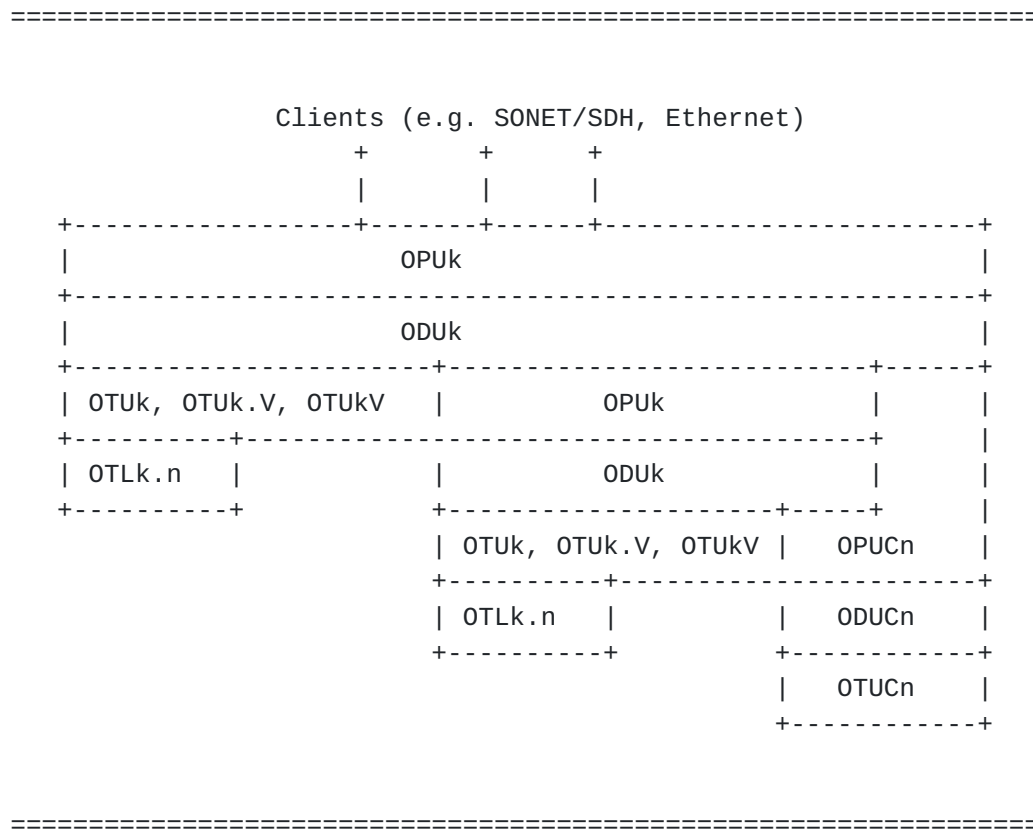 Clients (e.g. SONET/SDH, Ethernet)
OPUk
ODUk
OTUk, OTUk.V, OTUkV OPUk
OTLk.n ODUk
OTUk, OTUk.V, OTUkV OPUCn
OTLk.n ODUCn
OTUCn